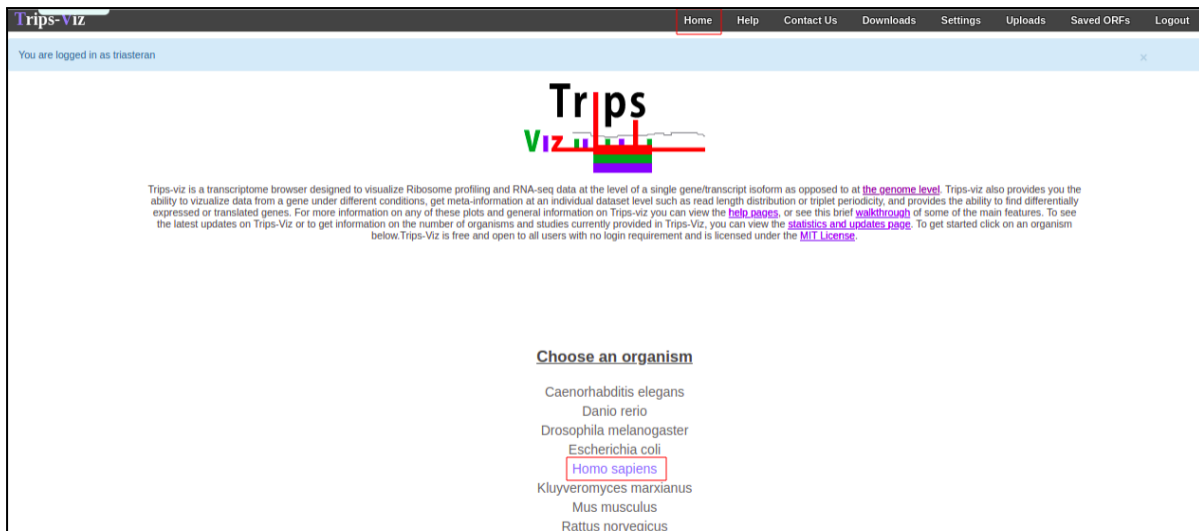 Trips-Viz Home Help Contact Us Downloads Settings Uploads Saved ORFs Logout
You are logged in as triasteran ×
Trips
Viz
Trips-viz is a transcriptome browser designed to visualize Ribosome profiling and RNA-seq data at the level of a single gene/transcript isoform as opposed to at the genome level. Trips-viz also provides you the
ability to vizualize data from a gene under different conditions, get meta-information at an individual dataset level such as read length distribution or triplet periodicity, and provides the ability to find differentially
expressed or translated genes. For more information on any of these plots and general information on Trips-viz you can view the help pages, or see this brief walkthrough of some of the main features. To see
the latest updates on Trips-Viz or to get information on the number of organisms and studies currently provided in Trips-Viz, you can view the statistics and updates page. To get started click on an organism
below.Trips-Viz is free and open to all users with no login requirement and is licensed under the MIT License.
Choose an organism
Caenorhabditis elegans
Danio rerio
Drosophila melanogaster
Escherichia coli
Homo sapiens
Kluyveromyces marxianus
Mus musculus
Rattus norvegicus